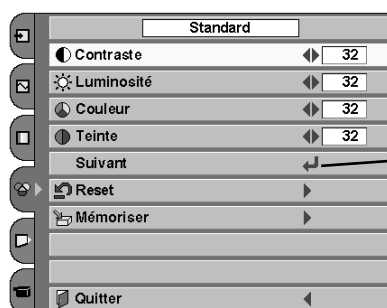 Standard
Contraste 32
Luminosité 32
Couleur 32
Teinte 32
Suivant
Reset
Mémoriser
Quitter